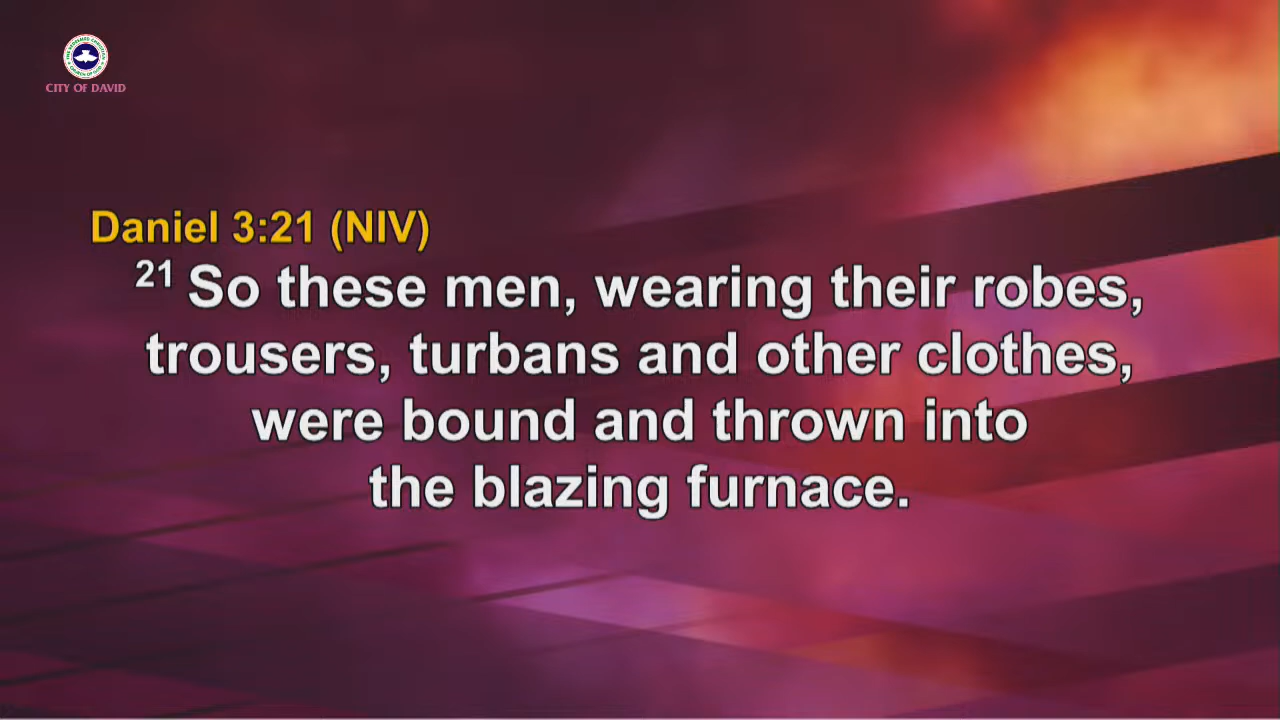 CITY OF DAVID
Daniel 3:21 (NIV)
21 So these men, wearing their robes,
trousers, turbans and other clothes,
were bound and thrown into
the blazing furnace.